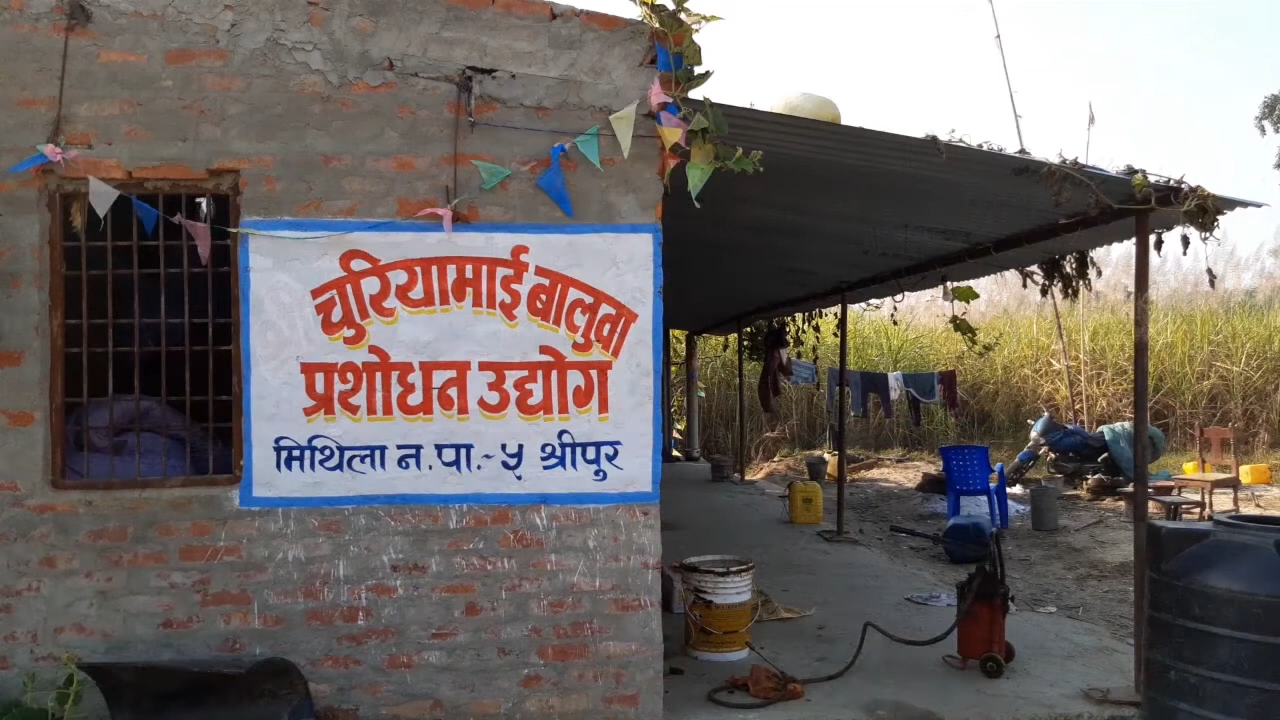 चुरियामाई बालुवा
प्रशोधन उद्योग
मिथिला न.पा.-५ श्रीपुर